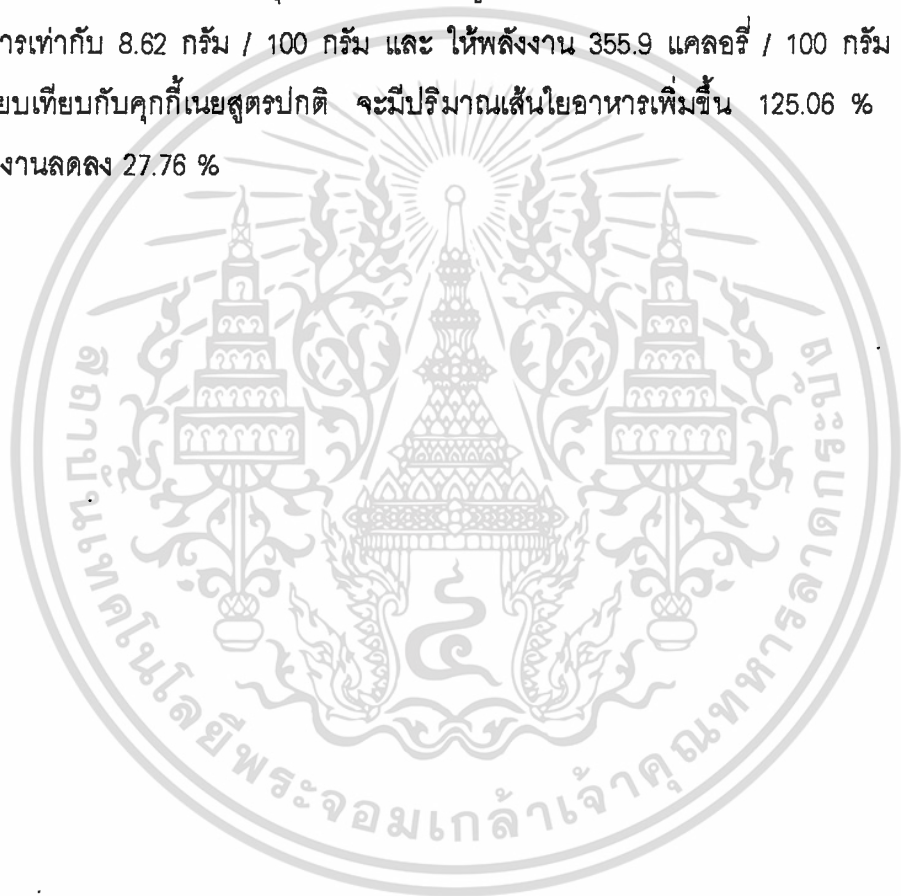 ารเท่ากับ 8.62 กรัม / 100 กรัม และ ให้พลังงาน 355.9 แคลอรี่ / 100 กรัม
ยบเทียบกับคุกกี้เนยสูตรปกติ จะมีปริมาณเส้นใยอาหารเพิ่มขึ้น 125.06 %
งานลดลง 27.76 %
สถาบันเทคโนโลยีพระจอมเกล้าเจ้าคุณทหารลาดกระบัง